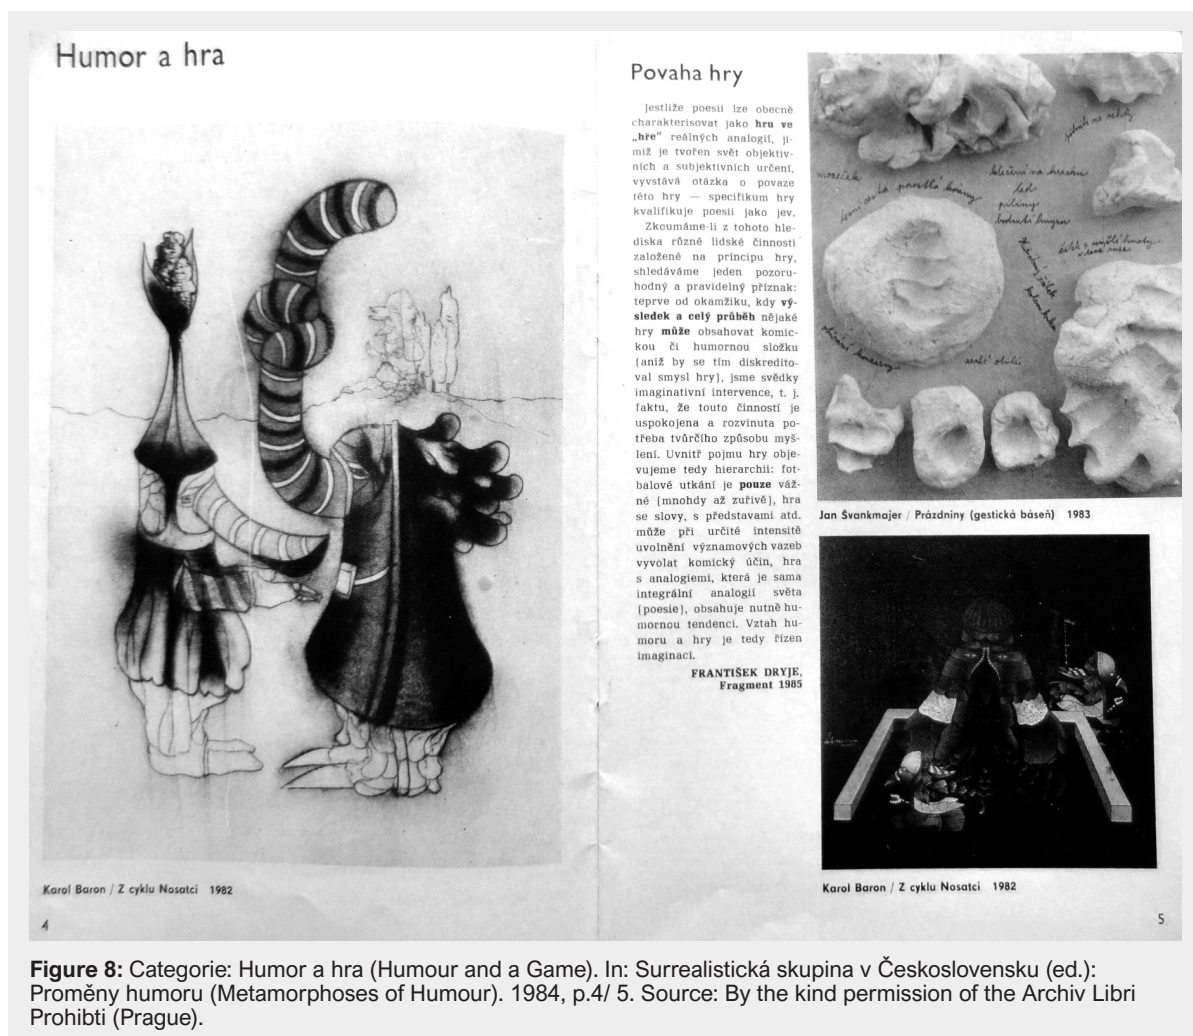 Humor a hra
Karol Baron / Z cyklu Nosatci 1982
4
Povaha hry
Jestliže poesii lze obecně
charakterisovat jako hru ve
„hře“ reálných analogií, ji-
miž je tvořen svět objektiv-
ních a subjektivních určení,
vyvstává otázka o povaze
této hry — specifikum hry
kvalifikuje poesii jako jev.
Zkoumáme-li z tohoto hle-
diska různé lidské činnosti
založené na principu hry,
shledáváme jeden pozoru-
hodný a pravidelný příznak:
teprve od okamžiku, kdy vý-
sledek a celý průběh nějaké
hry může obsahovat komic-
kou či humornou složku
(aniž by se tím diskredito-
val smysl hry), jsme svědky
imaginativní intervence, t. j.
faktu, že touto činností je
uspokojena a rozvinuta po-
třeba tvůrčího způsobu myš-
lení. Uvnitř pojmu hry obje-
vujeme tedy hierarchii: fot-
balové utkání je pouze váž-
né (mnohdy až zuřivě), hra
se slovy, s představami atd.
může při určité intensitě
uvolnění významových vazeb
vyvolat komický účin, hra
s analogiemi, která je sama
integrální analogií světa
(poesie), obsahuje nutně hu-
mornou tendenci. Vztah hu-
moru a hry je tedy řízen
imaginací.
FRANTIŠEK DRYJE,
Fragment 1985
mozeček
klečení na hrachu
led
piliny
Jan Švankmajer / Prázdniny (gestická báseň) 1983
Karol Baron / Z cyklu Nosatci 1982
5
Figure 8: Categorie: Humor a hra (Humour and a Game). In: Surrealistická skupina v Československu (ed.):
Proměny humoru (Metamorphoses of Humour). 1984, p.4/ 5. Source: By the kind permission of the Archiv Libri
Prohibti (Prague).